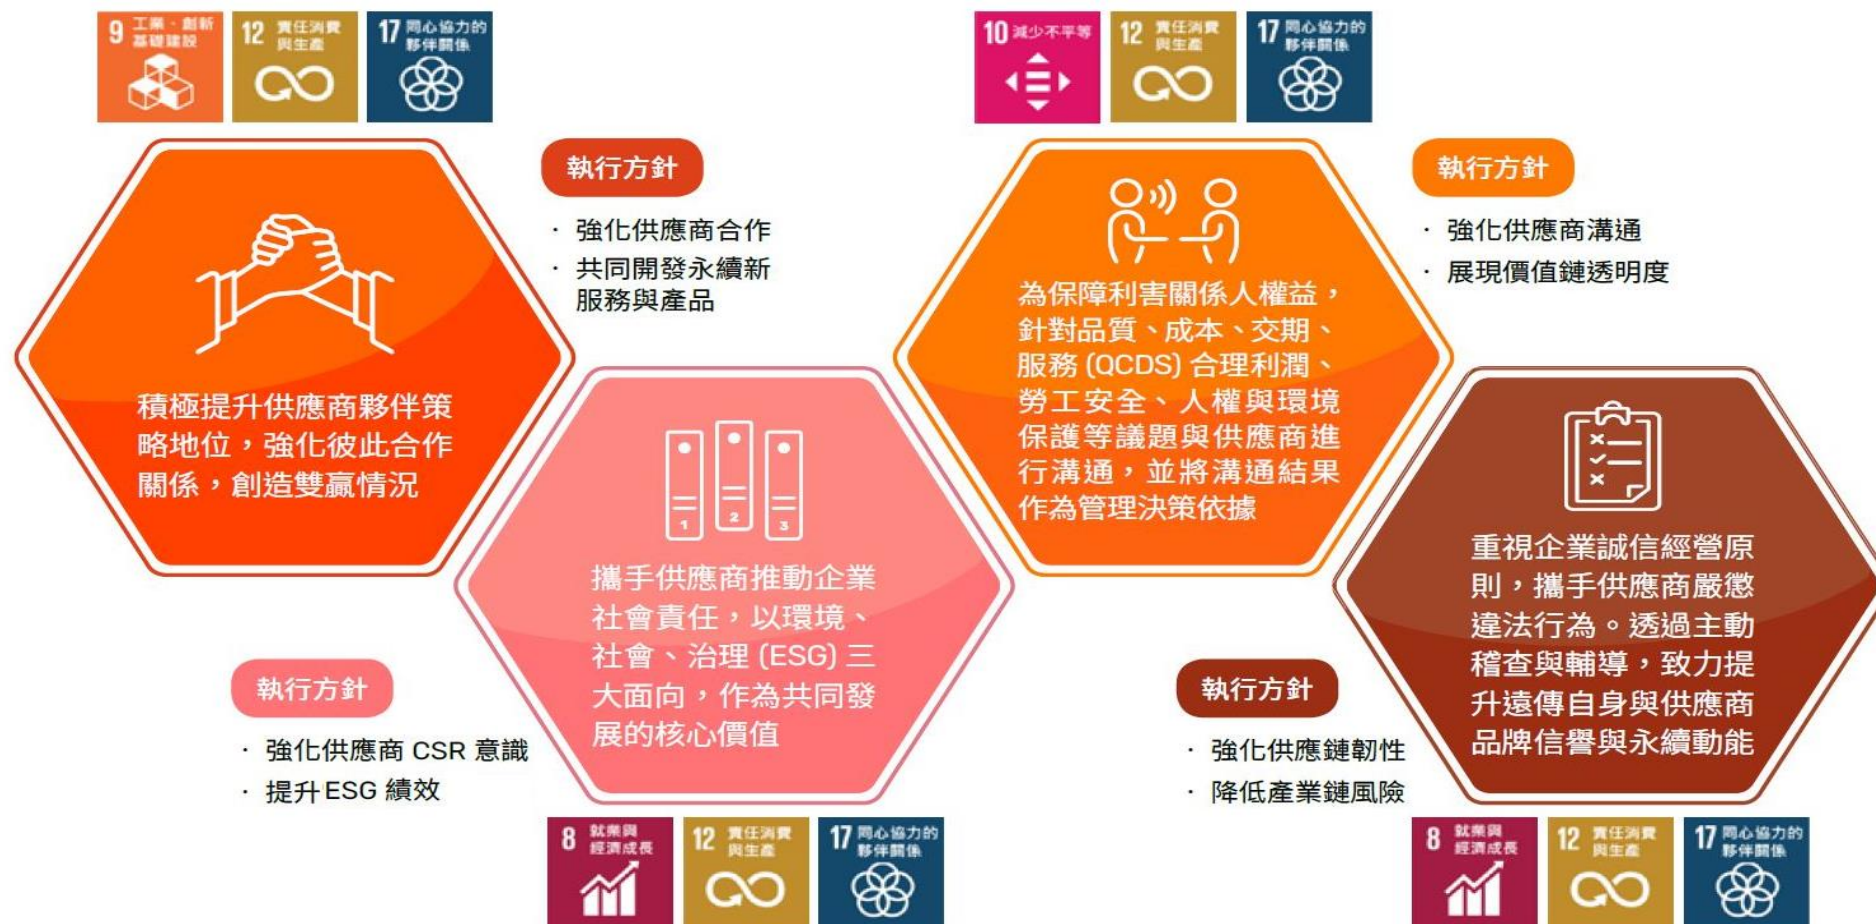 9 工業、創新
基礎建設
12 責任消費
與生產
17 同心協力的
夥伴關係
執行方針
· 強化供應商合作
· 共同開發永續新
服務與產品
積極提升供應商夥伴策
略地位，強化彼此合作
關係，創造雙贏情況
1 2 3
攜手供應商推動企業
社會責任，以環境、
社會、治理 (ESG) 三
大面向，作為共同發
展的核心價值
執行方針
· 強化供應商 CSR 意識
· 提升ESG 績效
8 就業與
經濟成長
12 責任消費
與生產
17 同心協力的
夥伴關係
10 減少不平等
12 責任消費
與生產
17 同心協力的
夥伴關係
執行方針
· 強化供應商溝通
· 展現價值鏈透明度
為保障利害關係人權益，
針對品質、成本、交期、
服務 (QCDS) 合理利潤、
勞工安全、人權與環境
保護等議題與供應商進
行溝通，並將溝通結果
作為管理決策依據
重視企業誠信經營原
則，攜手供應商嚴懲
違法行為。透過主動
稽查與輔導，致力提
升遠傳自身與供應商
品牌信譽與永續動能
執行方針
· 強化供應鏈韌性
· 降低產業鏈風險
8 就業與
經濟成長
12 責任消費
與生產
17 同心協力的
夥伴關係